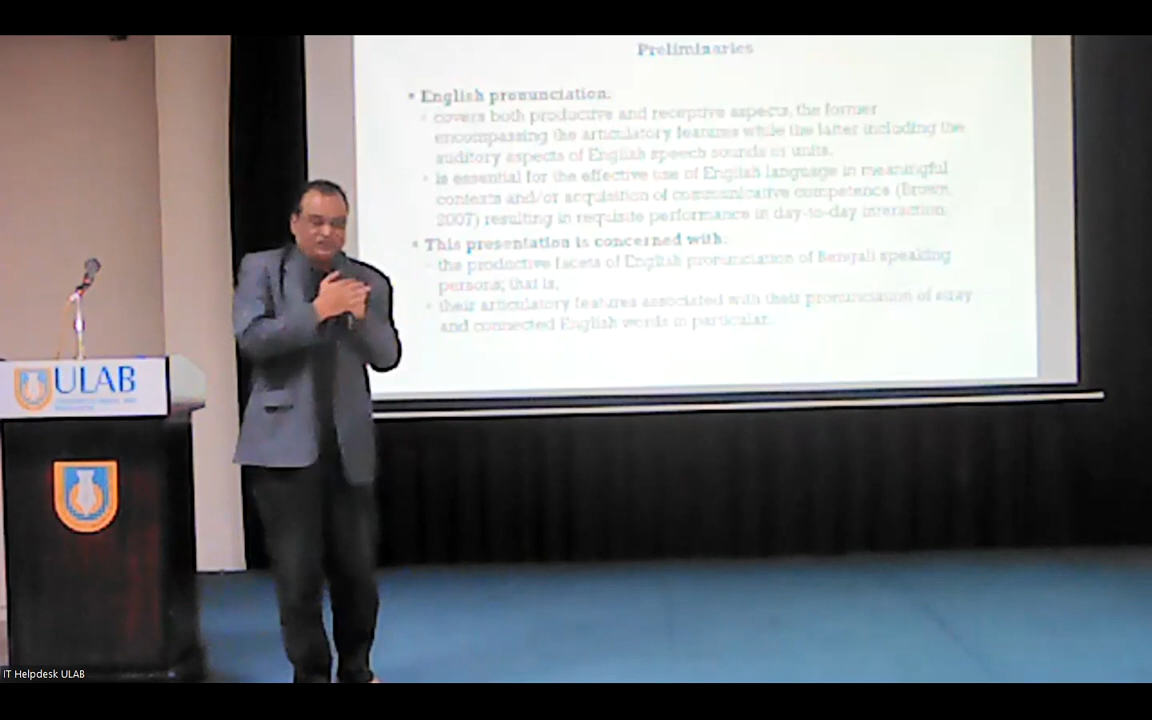 Preliminaries
• English pronunciation:
covers both productive and receptive aspects, the former
encompassing the articulatory features while the latter including the
auditory aspects of English speech sounds or units.
is essential for the effective use of English language in meaningful
contexts and/or acquisition of communicative competence (Brown,
2007) resulting in requisite performance in day-to-day interaction.
• This presentation is concerned with:
the productive facets of English pronunciation of Bengali speaking
persons; that is,
their articulatory features associated with their pronunciation of stray
and connected English words in particular.
ULAB
IT Helpdesk ULAB